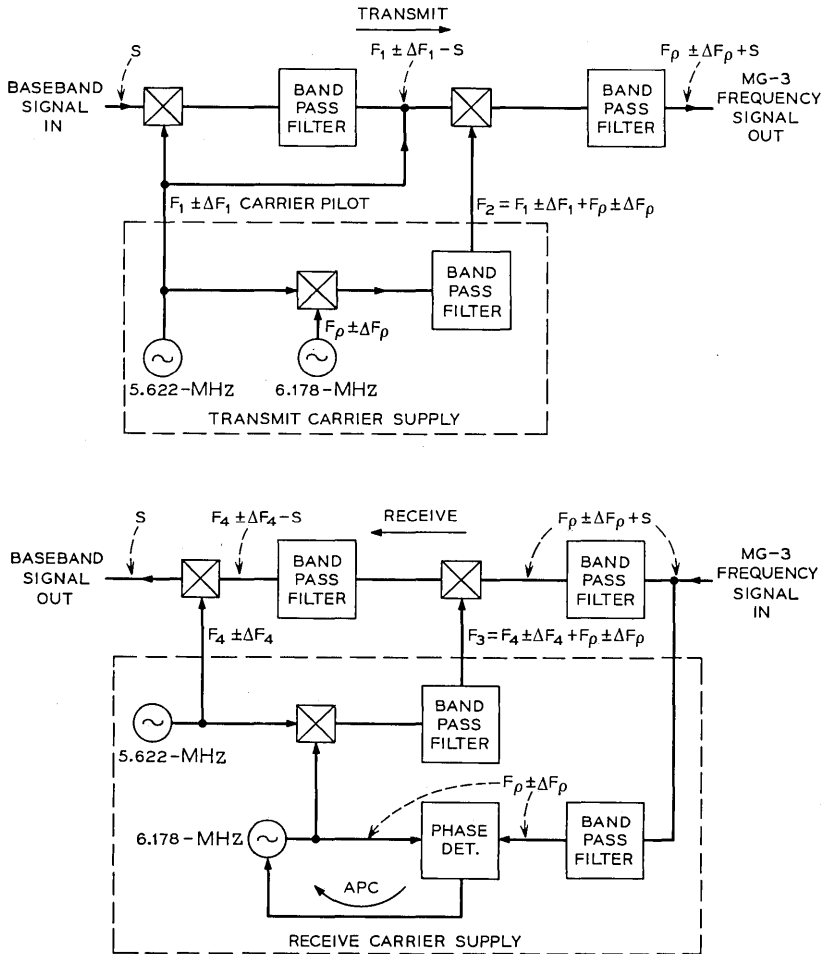 TRANSMIT
S
F₁ ± ΔF₁ – S
Fρ ± ΔFρ + S
BASEBAND
SIGNAL
IN
BAND
PASS
FILTER
BAND
PASS
FILTER
MG-3
FREQUENCY
SIGNAL
OUT
F₁ ± ΔF₁ CARRIER PILOT
F₂ = F₁ ± ΔF₁ + Fρ ± ΔFρ
BAND
PASS
FILTER
Fρ ± ΔFρ
5.622-MHz
6.178-MHz
TRANSMIT CARRIER SUPPLY
S
F₄ ± ΔF₄ – S
RECEIVE
Fρ ± ΔFρ + S
BASEBAND
SIGNAL
OUT
BAND
PASS
FILTER
BAND
PASS
FILTER
MG-3
FREQUENCY
SIGNAL
IN
F₄ ± ΔF₄
F₃ = F₄ ± ΔF₄ + Fρ ± ΔFρ
BAND
PASS
FILTER
5.622-MHz
Fρ ± ΔFρ
6.178-MHz
PHASE
DET.
BAND
PASS
FILTER
APC
RECEIVE CARRIER SUPPLY